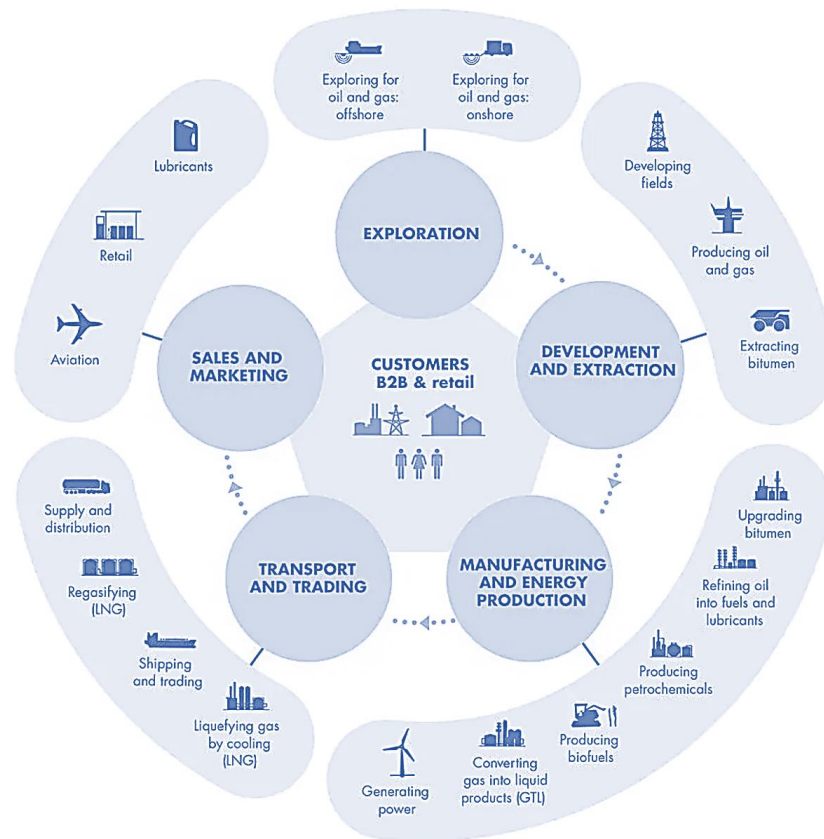 Exploring for
oil and gas:
offshore
Exploring for
oil and gas:
onshore
EXPLORATION
Developing
fields
Producing oil
and gas
Extracting
bitumen
DEVELOPMENT
AND EXTRACTION
Upgrading
bitumen
Refining oil
into fuels and
lubricants
Producing
petrochemicals
Producing
biofuels
Converting
gas into liquid
products (GTL)
Generating
power
MANUFACTURING
AND ENERGY
PRODUCTION
Liquefying gas
by cooling
(LNG)
Shipping
and trading
Regasifying
(LNG)
Supply and
distribution
TRANSPORT
AND TRADING
Aviation
Retail
Lubricants
SALES AND
MARKETING
CUSTOMERS
B2B & retail